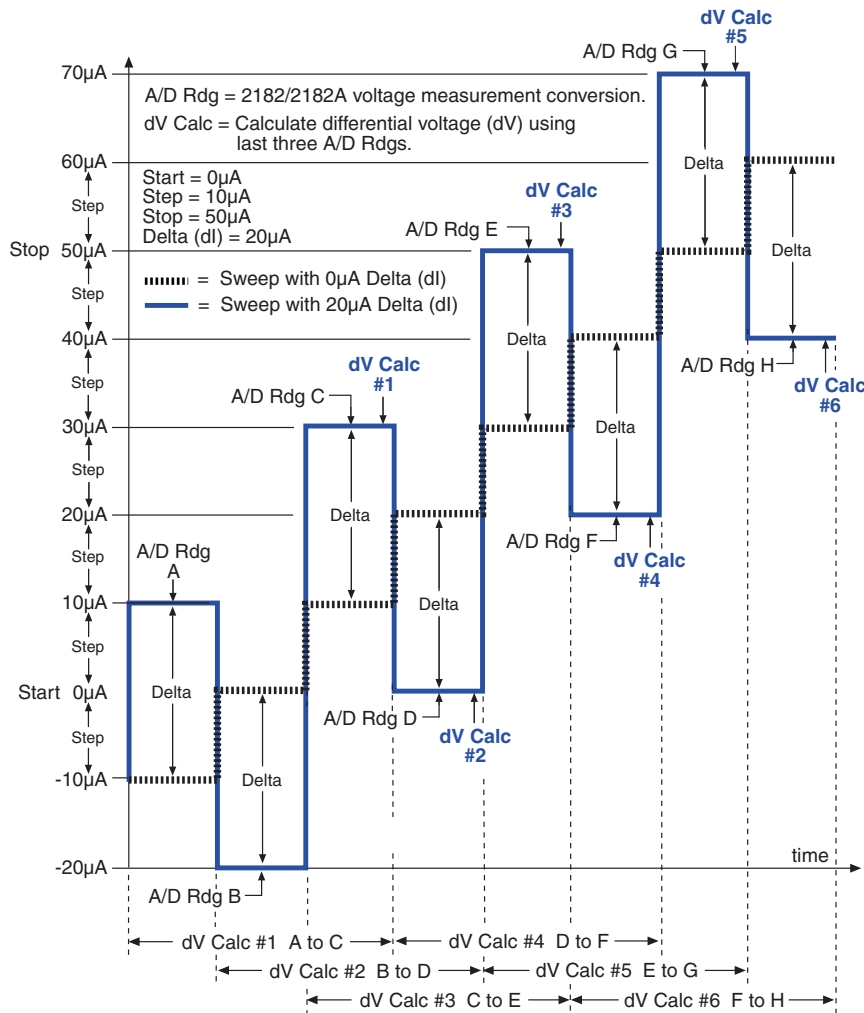 dV Calc
#5
A/D Rdg G
70µA
A/D Rdg = 2182/2182A voltage measurement conversion.
dV Calc = Calculate differential voltage (dV) using
last three A/D Rdgs.
Delta
60µA
Start = 0µA
Step = 10µA
Stop = 50µA
Delta (dI) = 20µA
dV Calc
#3
Step
Delta
A/D Rdg E
Stop 50µA
= Sweep with 0µA Delta (dI)
= Sweep with 20µA Delta (dI)
Step
Delta
40µA
A/D Rdg H
dV Calc
#6
dV Calc
#1
Step
A/D Rdg C
30µA
Delta
Step
Delta
20µA
A/D Rdg F
dV Calc
#4
A/D Rdg
A
Step
10µA
Delta
Step
Delta
Start 0µA
A/D Rdg D
dV Calc
#2
Step
Delta
-10µA
time
-20µA
A/D Rdg B
dV Calc #1 A to C
dV Calc #4 D to F
dV Calc #2 B to D
dV Calc #5 E to G
dV Calc #3 C to E
dV Calc #6 F to H